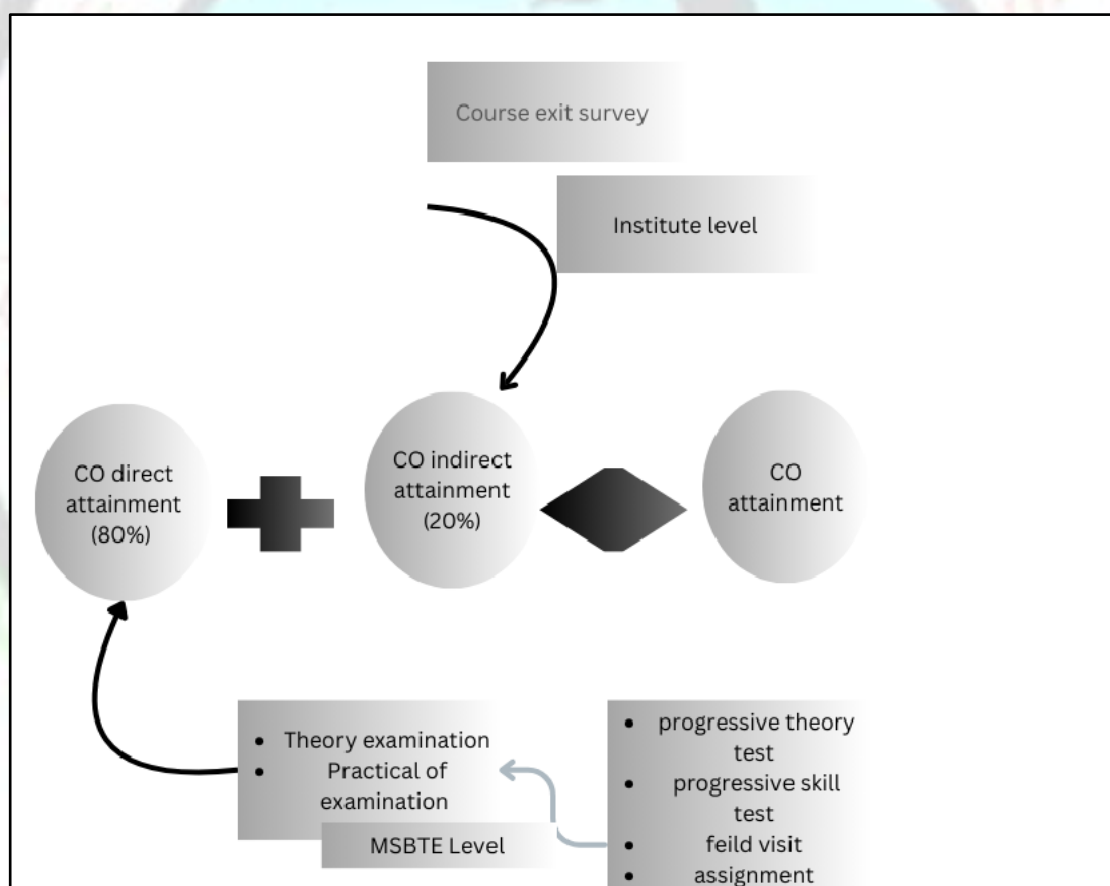 Course exit survey
Institute level
CO direct
attainment
(80%)
CO indirect
attainment
(20%)
CO
attainment
• Theory examination
• Practical of
examination
MSBTE Level
• progressive theory
test
• progressive skill
test
• feild visit
• assignment